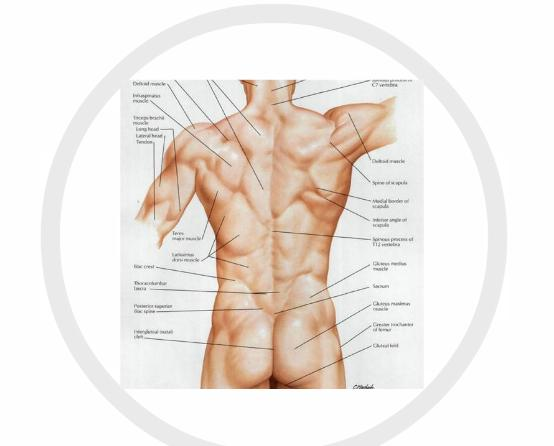 Deltoid muscle
Infraspinatus
muscle
Triceps brachii
muscle
Long head
Lateral head
Tendon
Teres
major muscle
Latissimus
dorsi muscle
Iliac crest
Thoracolumbar
fascia
Posterior superior
iliac spine
Intergluteal (natal)
cleft
C7 vertebra
Deltoid muscle
Spine of scapula
Medial border of
scapula
Inferior angle of
scapula
Spinous process of
T12 vertebra
Gluteus medius
muscle
Sacrum
Gluteus maximus
muscle
Greater trochanter
of femur
Gluteal fold